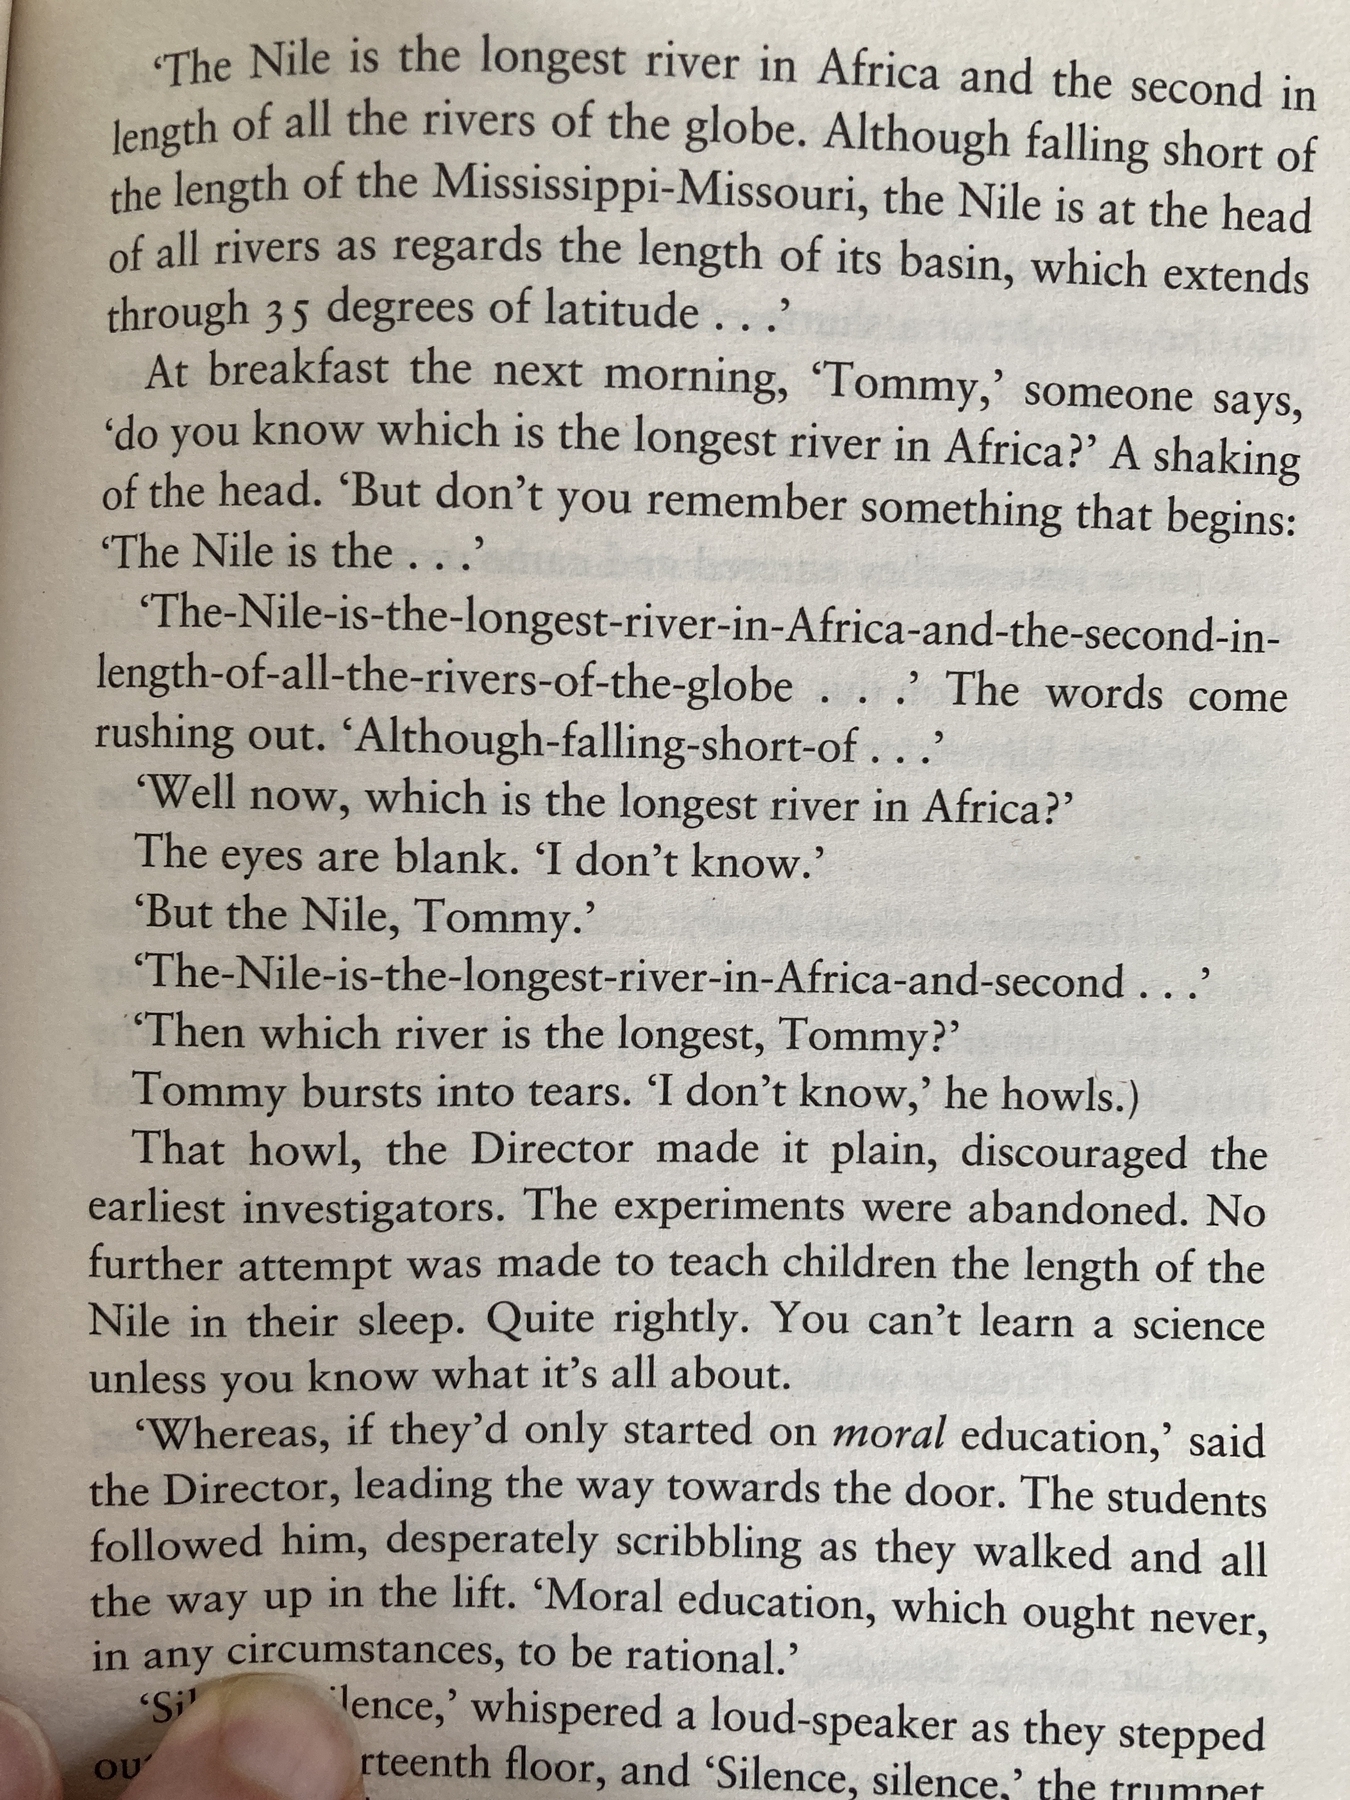 ‘The Nile is the longest river in Africa and the second in
length of all the rivers of the globe. Although falling short of
the length of the Mississippi-Missouri, the Nile is at the head
of all rivers as regards the length of its basin, which extends
through 35 degrees of latitude . . .’
At breakfast the next morning, ‘Tommy,’ someone says,
‘do you know which is the longest river in Africa?’ A shaking
of the head. ‘But don’t you remember something that begins:
‘The Nile is the . . .’
‘The-Nile-is-the-longest-river-in-Africa-and-the-second-in-
length-of-all-the-rivers-of-the-globe . . .’ The words come
rushing out. ‘Although-falling-short-of . . .’
‘Well now, which is the longest river in Africa?’
The eyes are blank. ‘I don’t know.’
‘But the Nile, Tommy.’
‘The-Nile-is-the-longest-river-in-Africa-and-second . . .’
‘Then which river is the longest, Tommy?’
Tommy bursts into tears. ‘I don’t know,’ he howls.)
That howl, the Director made it plain, discouraged the
earliest investigators. The experiments were abandoned. No
further attempt was made to teach children the length of the
Nile in their sleep. Quite rightly. You can’t learn a science
unless you know what it’s all about.
‘Whereas, if they’d only started on moral education,’ said
the Director, leading the way towards the door. The students
followed him, desperately scribbling as they walked and all
the way up in the lift. ‘Moral education, which ought never,
in any circumstances, to be rational.’
whispered a loud-speaker as they stepped
floor, and ‘Silence, silence,’ the trumpet